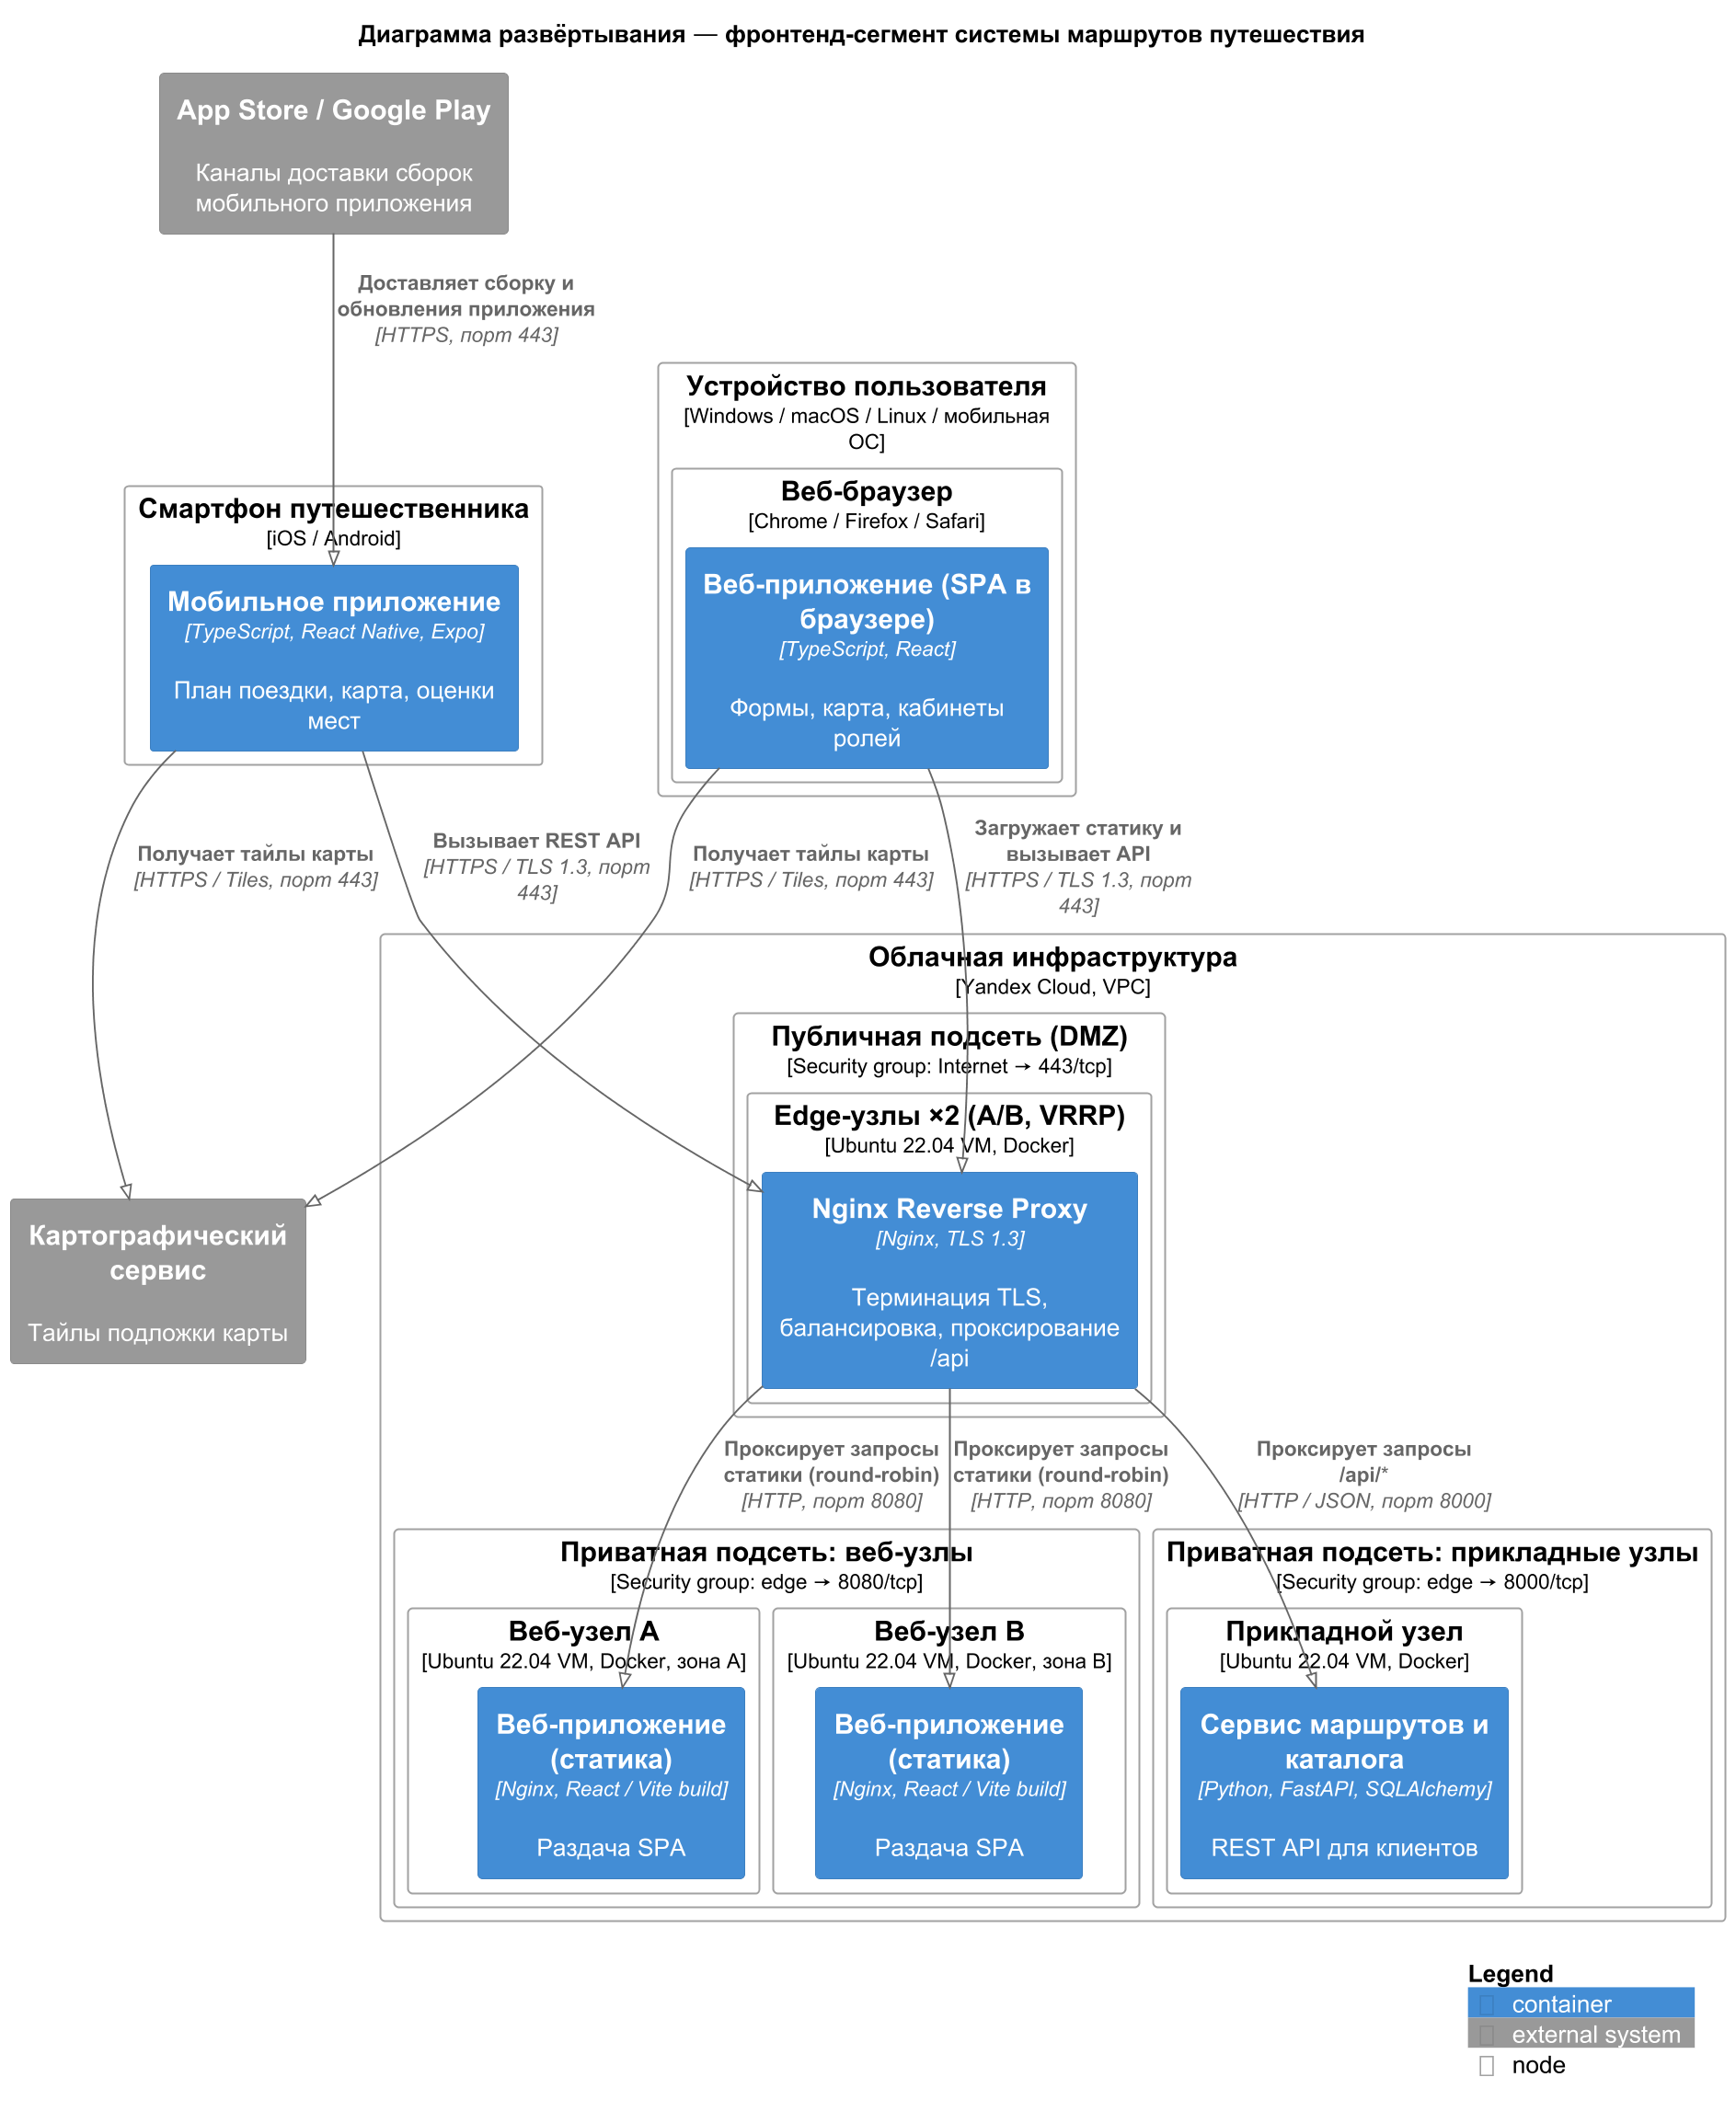 Диаграмма развёртывания — фронтенд-сегмент системы маршрутов путешествия
App Store / Google Play
Каналы доставки сборок
мобильного приложения
Доставляет сборку и
обновления приложения
[HTTPS, порт 443]
Устройство пользователя
[Windows / macOS / Linux / мобильная
ОС]
Веб-браузер
[Chrome / Firefox / Safari]
Веб-приложение (SPA в
браузере)
[TypeScript, React]
Формы, карта, кабинеты
ролей
Смартфон путешественника
[iOS / Android]
Мобильное приложение
[TypeScript, React Native, Expo]
План поездки, карта, оценки
мест
Получает тайлы карты
[HTTPS / Tiles, порт 443]
Вызывает REST API
[HTTPS / TLS 1.3, порт
443]
Получает тайлы карты
[HTTPS / Tiles, порт 443]
Загружает статику и
вызывает API
[HTTPS / TLS 1.3, порт
443]
Облачная инфраструктура
[Yandex Cloud, VPC]
Публичная подсеть (DMZ)
[Security group: Internet → 443/tcp]
Edge-узлы ×2 (A/B, VRRP)
[Ubuntu 22.04 VM, Docker]
Nginx Reverse Proxy
[Nginx, TLS 1.3]
Терминация TLS,
балансировка, проксирование
/api
Картографический
сервис
Тайлы подложки карты
Проксирует запросы
статики (round-robin)
[HTTP, порт 8080]
Проксирует запросы
статики (round-robin)
[HTTP, порт 8080]
Проксирует запросы
/api/*
[HTTP / JSON, порт 8000]
Приватная подсеть: веб-узлы
[Security group: edge → 8080/tcp]
Веб-узел A
[Ubuntu 22.04 VM, Docker, зона A]
Веб-приложение
(статика)
[Nginx, React / Vite build]
Раздача SPA
Веб-узел B
[Ubuntu 22.04 VM, Docker, зона B]
Веб-приложение
(статика)
[Nginx, React / Vite build]
Раздача SPA
Приватная подсеть: прикладные узлы
[Security group: edge → 8000/tcp]
Прикладной узел
[Ubuntu 22.04 VM, Docker]
Сервис маршрутов и
каталога
[Python, FastAPI, SQLAlchemy]
REST API для клиентов
Legend
container
external system
node